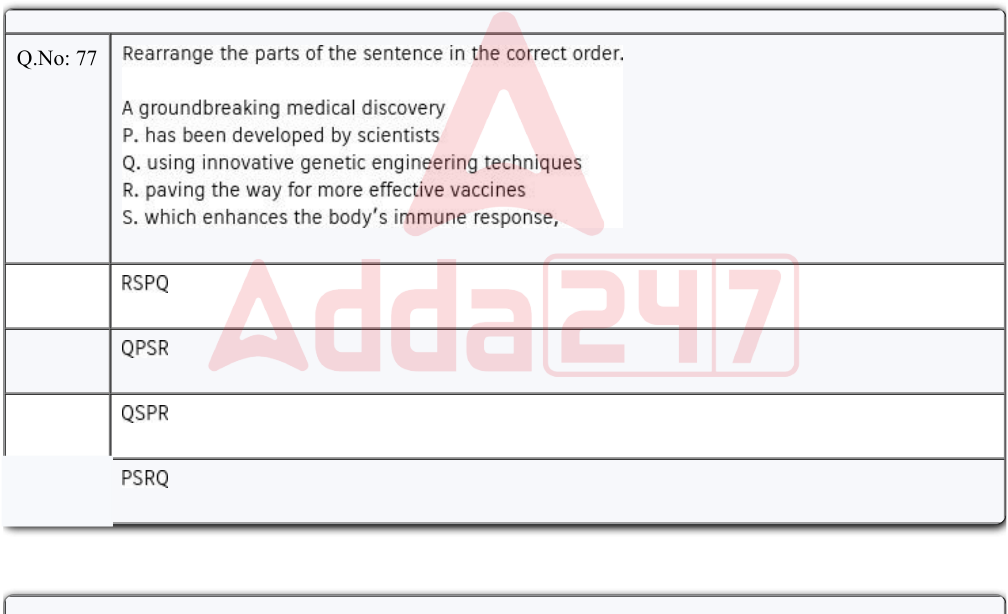 Q.No: 77
Rearrange the parts of the sentence in the correct order.
A groundbreaking medical discovery
P. has been developed by scientists
Q. using innovative genetic engineering techniques
R. paving the way for more effective vaccines
S. which enhances the body's immune response,
RSPQ
Adda247
QPSR
QSPR
PSRQ